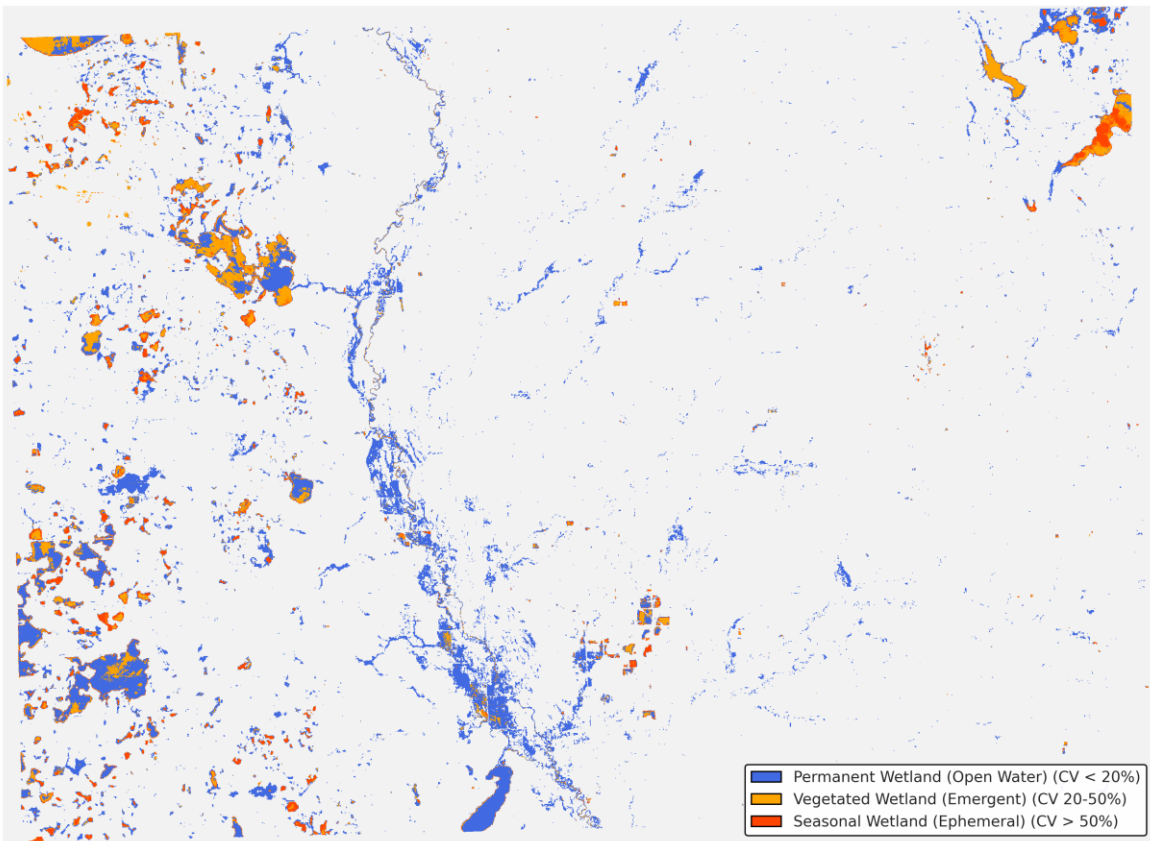 Permanent Wetland (Open Water) (CV < 20%)
Vegetated Wetland (Emergent) (CV 20-50%)
Seasonal Wetland (Ephemeral) (CV > 50%)